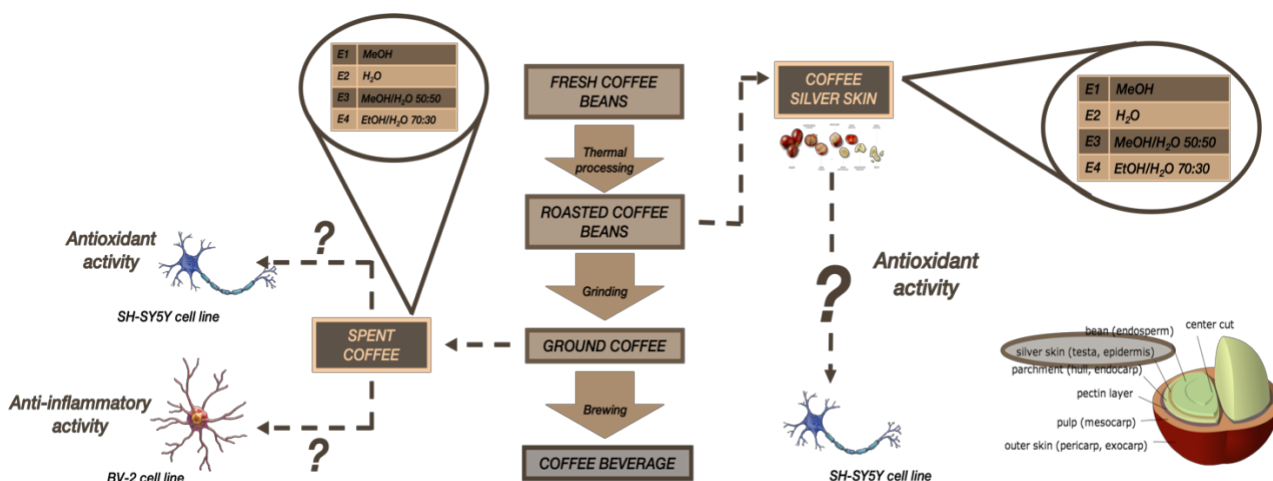 E1 MeOH
E2 H₂O
E3 MeOH/H₂O 50:50
E4 EtOH/H₂O 70:30
FRESH COFFEE
BEANS
Thermal
processing
ROASTED COFFEE
BEANS
Grinding
GROUND COFFEE
Brewing
COFFEE BEVERAGE
COFFEE
SILVER SKIN
E1 MeOH
E2 H₂O
E3 MeOH/H₂O 50:50
E4 EtOH/H₂O 70:30
Antioxidant
activity
?
SH-SY5Y cell line
SPENT
COFFEE
Anti-inflammatory
activity
?
BV-2 cell line
?
Antioxidant
activity
SH-SY5Y cell line
center cut
bean (endosperm)
silver skin (testa, epidermis)
parchment (hull, endocarp)
pectin layer
pulp (mesocarp)
outer skin (pericarp, exocarp)